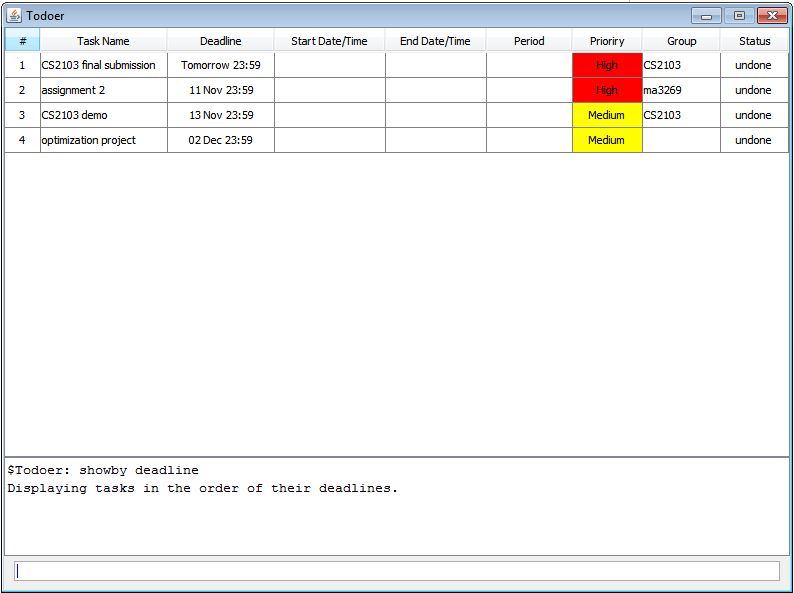 Todoer
# Task Name Deadline Start Date/Time End Date/Time Period Prioriry Group Status
1 CS2103 final submission Tomorrow 23:59 High CS2103 undone
2 assignment 2 11 Nov 23:59 High ma3269 undone
3 CS2103 demo 13 Nov 23:59 Medium CS2103 undone
4 optimization project 02 Dec 23:59 Medium undone
$Todoer: showby deadline
Displaying tasks in the order of their deadlines.